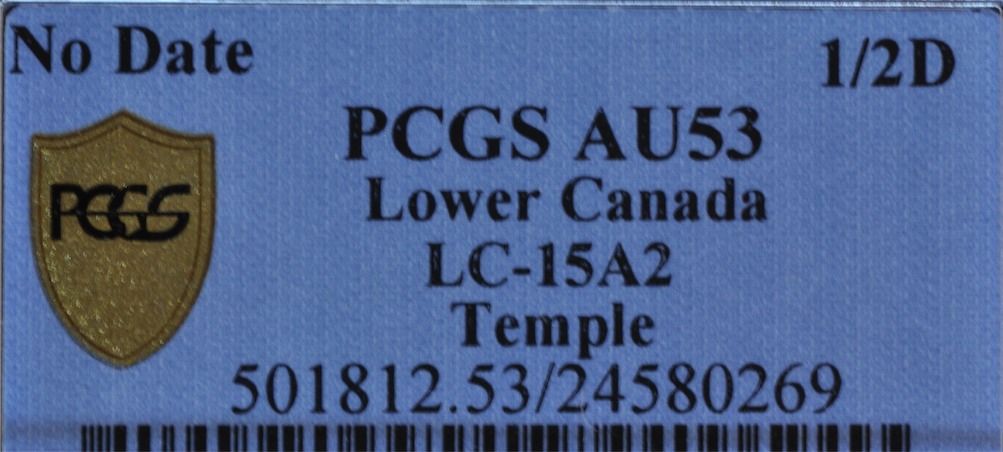 No Date 1/2D
PCGS AU53
Lower Canada
PCGS
LC-15A2
Temple
501812.53/24580269